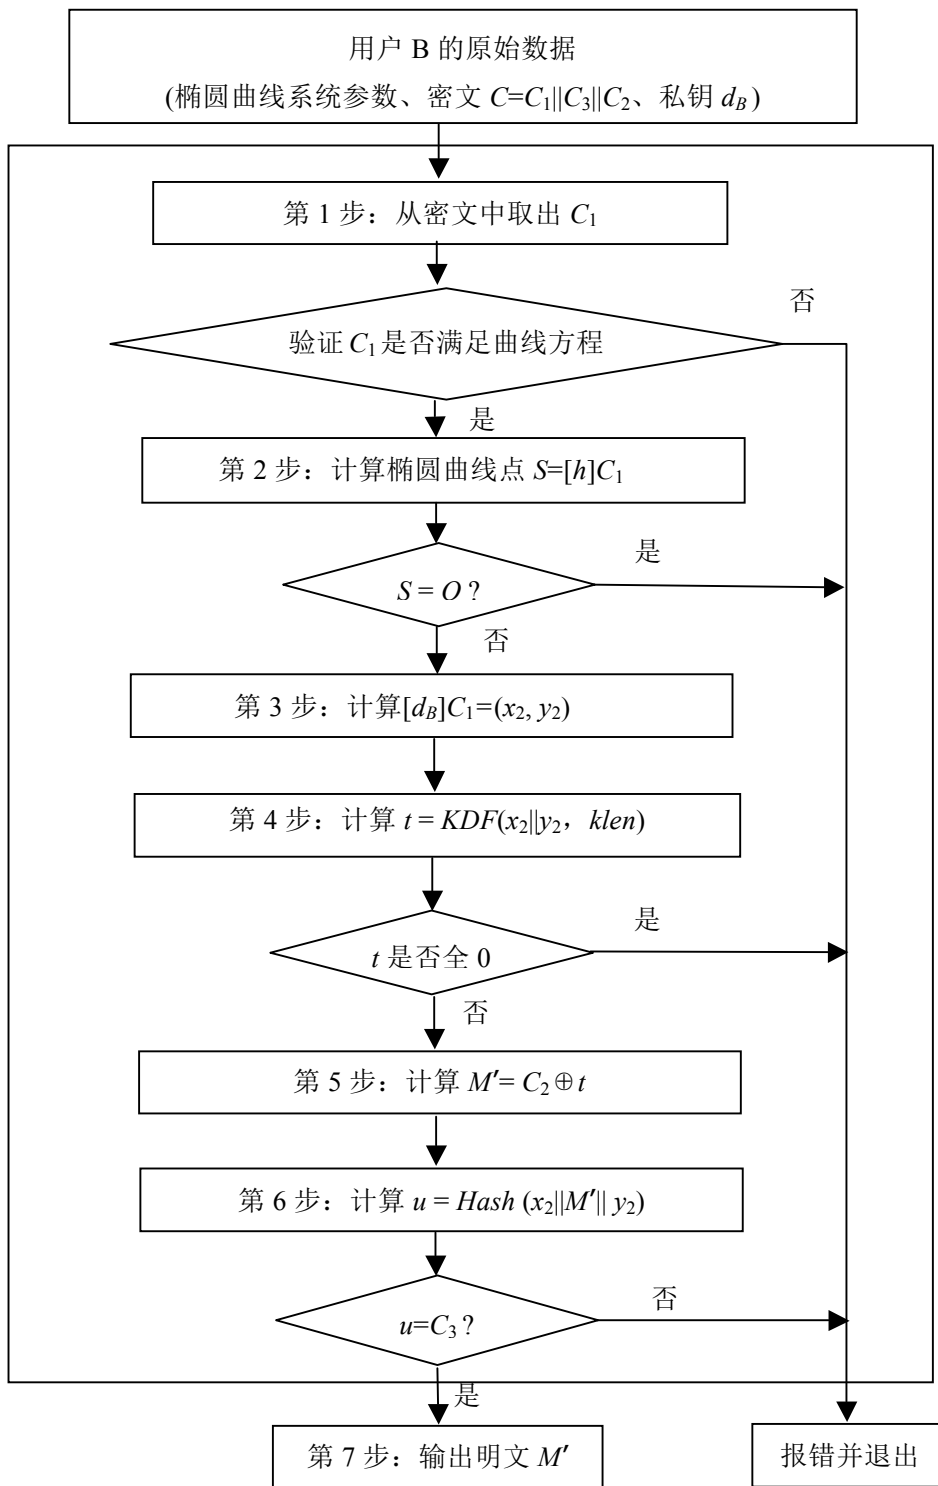 用户 B 的原始数据
(椭圆曲线系统参数、密文 C=C₁||C₃||C₂、私钥 d_B)
第 1 步：从密文中取出 C₁
否
验证 C₁ 是否满足曲线方程
是
第 2 步：计算椭圆曲线点 S=[h]C₁
是
S = O ?
否
第 3 步：计算[d_B]C₁=(x₂, y₂)
第 4 步：计算 t = KDF(x₂||y₂，klen)
是
t 是否全 0
否
第 5 步：计算 M′= C₂ ⊕ t
第 6 步：计算 u = Hash (x₂||M′|| y₂)
否
u=C₃ ?
是
第 7 步：输出明文 M′
报错并退出